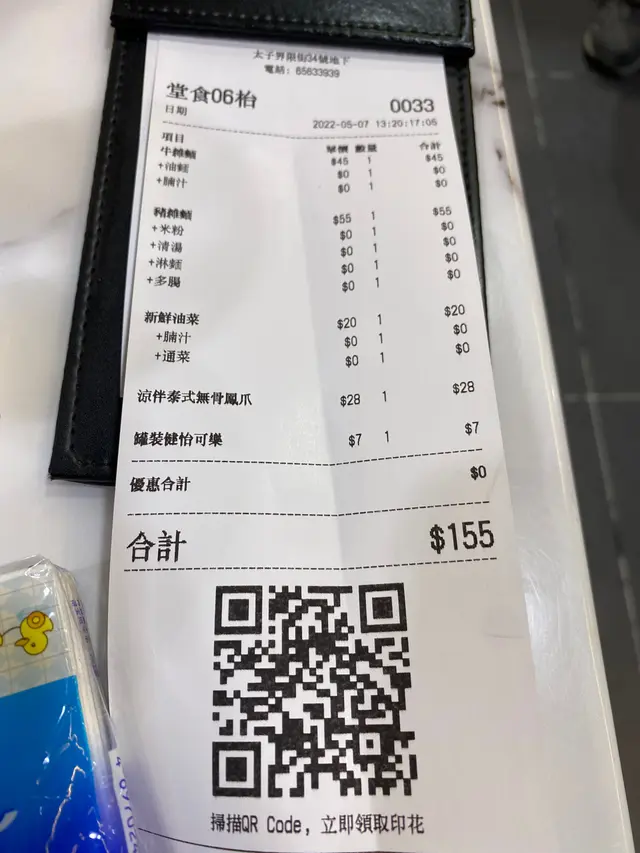 太子界限街34號地下
電話: 65633939
堂食06枱 0033
日期 2022-05-07 13:20:17:05
項目 單價 數量 合計
牛雜麵 $45 1 $45
+油麵 $0 1 $0
+腩汁 $0 1 $0
豬雜麵 $55 1 $55
+米粉 $0 1 $0
+清湯 $0 1 $0
+淋麵 $0 1 $0
+多腸 $0 1 $0
新鮮油菜 $20 1 $20
+腩汁 $0 1 $0
+通菜 $0 1 $0
涼伴泰式無骨鳳爪 $28 1 $28
罐裝健怡可樂 $7 1 $7
優惠合計 $0
合計 $155
掃描QR Code, 立即領取印花